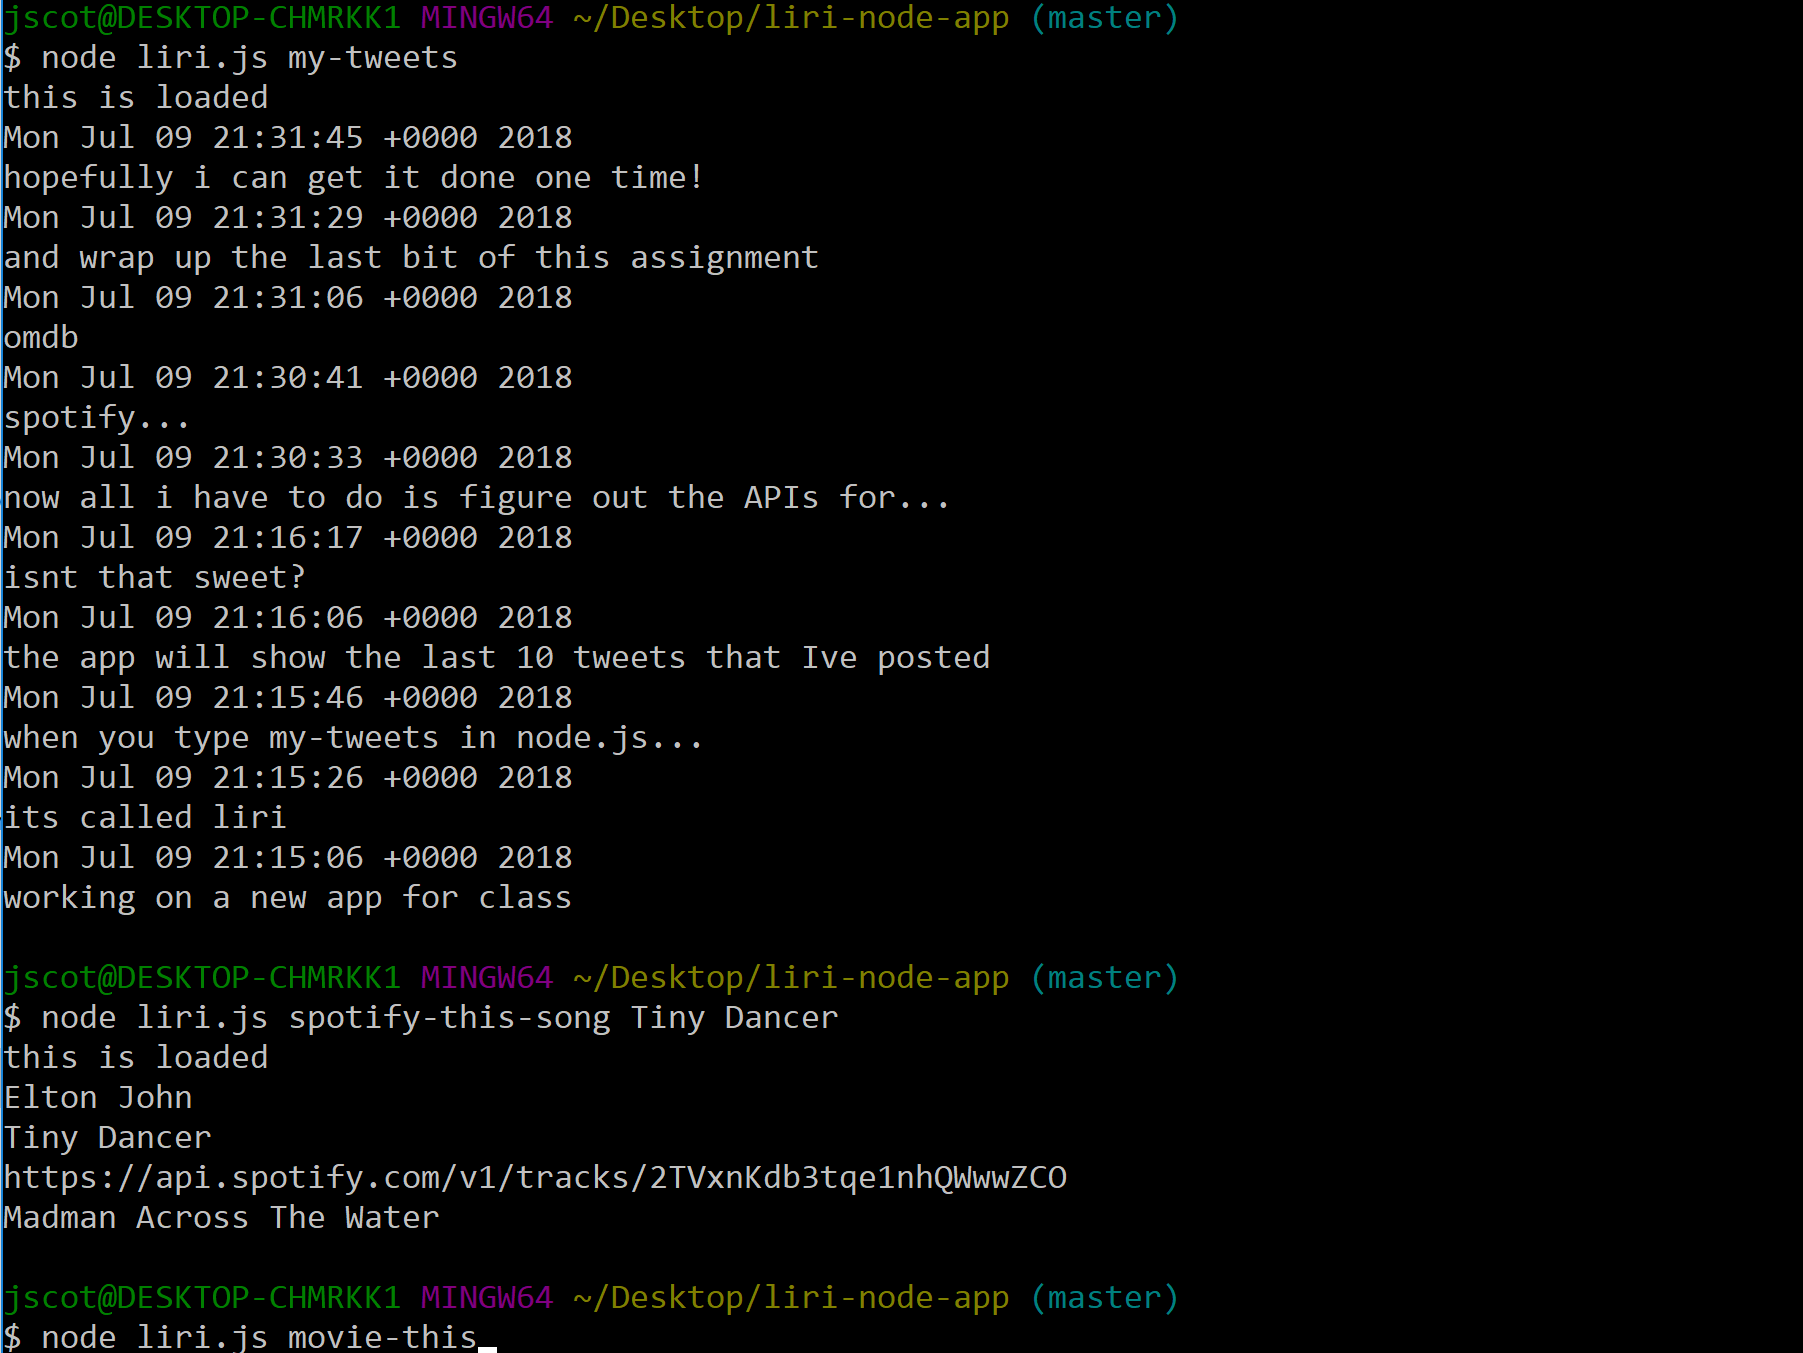 jscot@DESKTOP-CHMRKK1 MINGW64 ~/Desktop/liri-node-app (master)
$ node liri.js my-tweets
this is loaded
Mon Jul 09 21:31:45 +0000 2018
hopefully i can get it done one time!
Mon Jul 09 21:31:29 +0000 2018
and wrap up the last bit of this assignment
Mon Jul 09 21:31:06 +0000 2018
omdb
Mon Jul 09 21:30:41 +0000 2018
spotify...
Mon Jul 09 21:30:33 +0000 2018
now all i have to do is figure out the APIs for...
Mon Jul 09 21:16:17 +0000 2018
isnt that sweet?
Mon Jul 09 21:16:06 +0000 2018
the app will show the last 10 tweets that Ive posted
Mon Jul 09 21:15:46 +0000 2018
when you type my-tweets in node.js...
Mon Jul 09 21:15:26 +0000 2018
its called liri
Mon Jul 09 21:15:06 +0000 2018
working on a new app for class
jscot@DESKTOP-CHMRKK1 MINGW64 ~/Desktop/liri-node-app (master)
$ node liri.js spotify-this-song Tiny Dancer
this is loaded
Elton John
Tiny Dancer
https://api.spotify.com/v1/tracks/2TVxnKdb3tqe1nhQWwwZCO
Madman Across The Water
jscot@DESKTOP-CHMRKK1 MINGW64 ~/Desktop/liri-node-app (master)
$ node liri.js movie-this